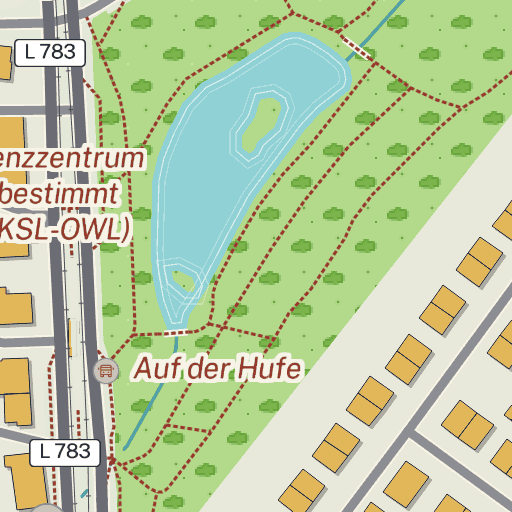 L 783
enzzentrum
bestimmt
KSL-OWL)
Auf der Hufe
L 783